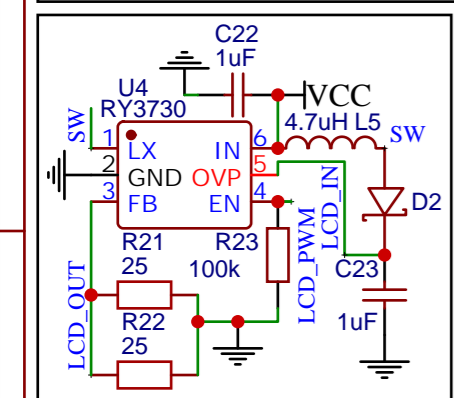 C22
1uF
U4
RY3730
VCC
4.7uH L5
SW
SW
1 LX IN 6
2 GND OVP 5
3 FB EN 4
D2
R21
25
R23
100k
LCD_PWM
LCD_IN
C23
1uF
LCD_OUT
R22
25